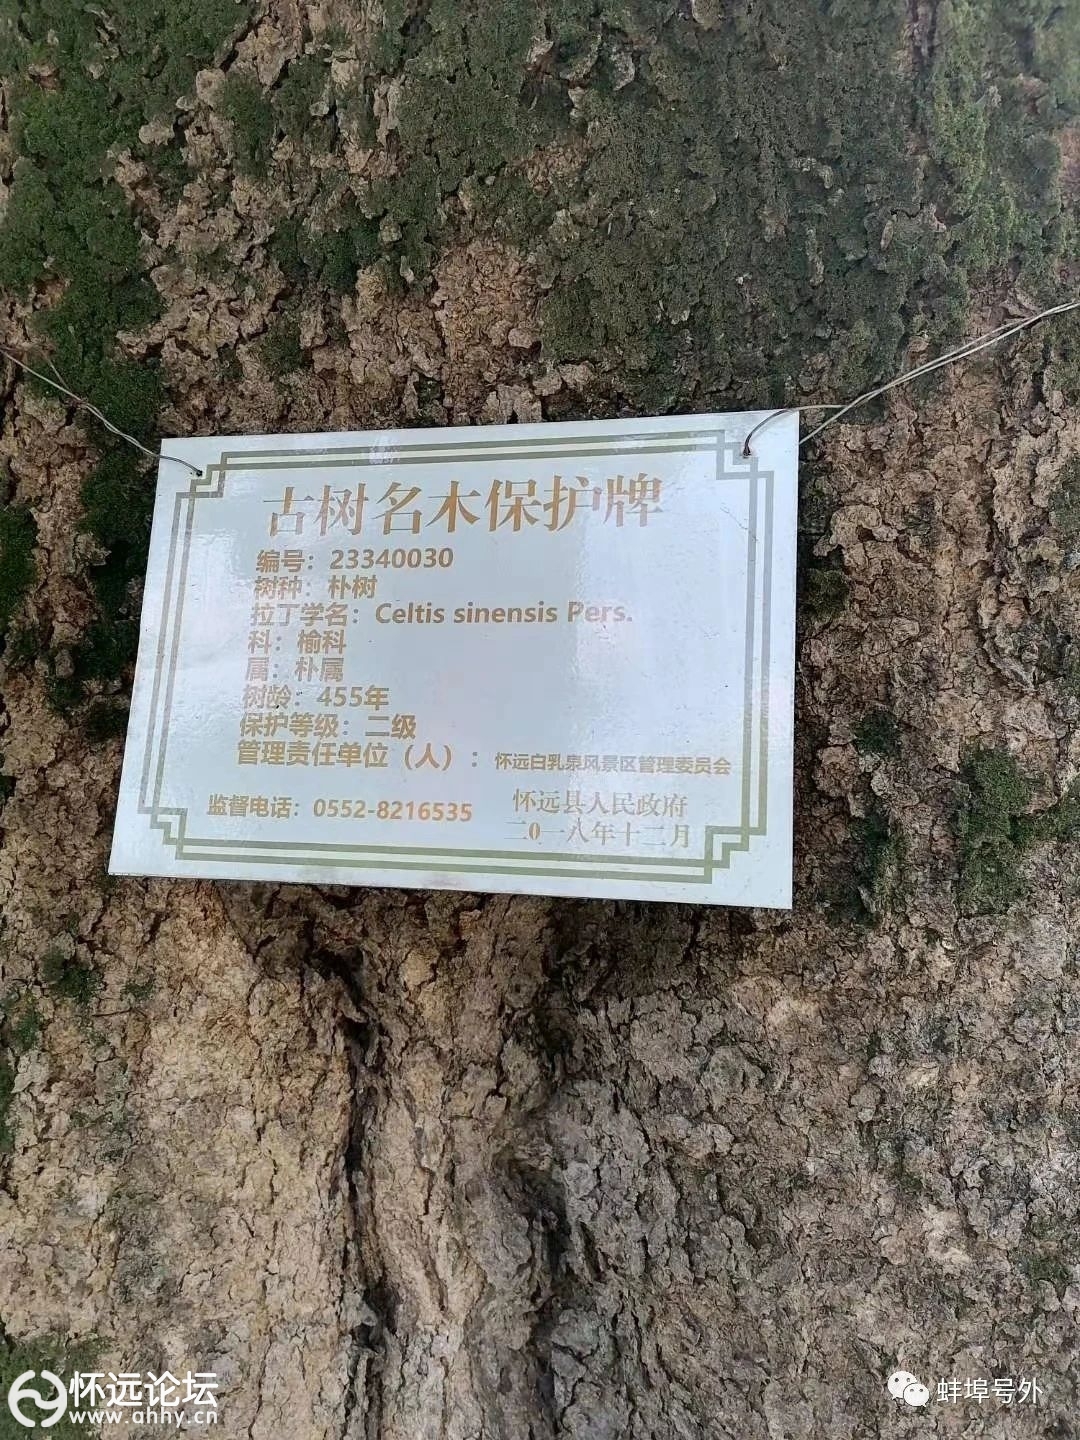 古树名木保护牌
编号：23340030
树种：朴树
拉丁学名：Celtis sinensis Pers.
科：榆科
属：朴属
树龄：455年
保护等级：二级
管理责任单位（人）：怀远白乳泉风景区管理委员会
监督电话：0552-8216535
怀远县人民政府
二0一八年十二月
怀远论坛
www.ahhy.cn
蚌埠号外